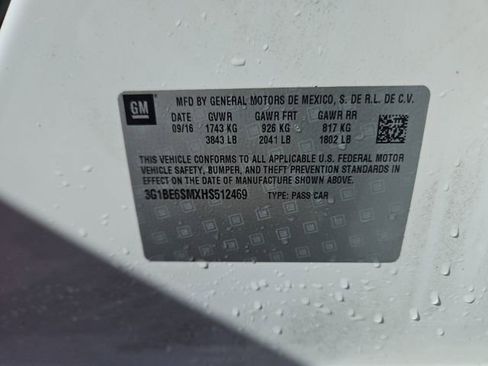 GM
MFD BY GENERAL MOTORS DE MEXICO, S. DE R.L. DE C.V.
DATE GVWR GAWR FRT GAWR RR
09/16 1743 KG 926 KG 817 KG
3843 LB 2041 LB 1802 LB
THIS VEHICLE CONFORMS TO ALL APPLICABLE U.S. FEDERAL MOTOR
VEHICLE SAFETY, BUMPER, AND THEFT PREVENTION STANDARDS IN
EFFECT ON THE DATE OF MANUFACTURE SHOWN ABOVE.
3G1BE6SMXHS512469 TYPE: PASS CAR